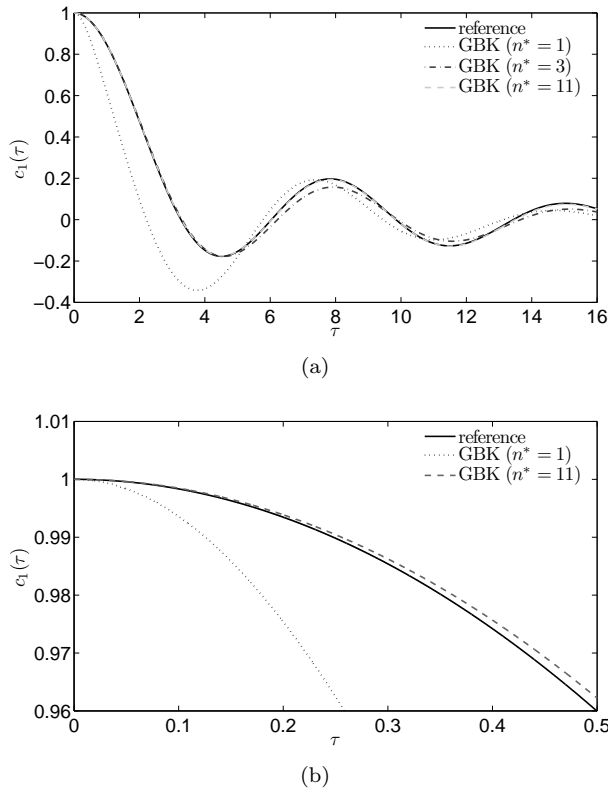 1
0.8
0.6
0.4
0.2
0
−0.2
−0.4
0 2 4 6 8 10 12 14 16
c₁(τ)
τ
reference
GBK (n* = 1)
GBK (n* = 3)
GBK (n* = 11)
(a)
1.01
1
0.99
0.98
0.97
0.96
0 0.1 0.2 0.3 0.4 0.5
c₁(τ)
τ
reference
GBK (n* = 1)
GBK (n* = 11)
(b)